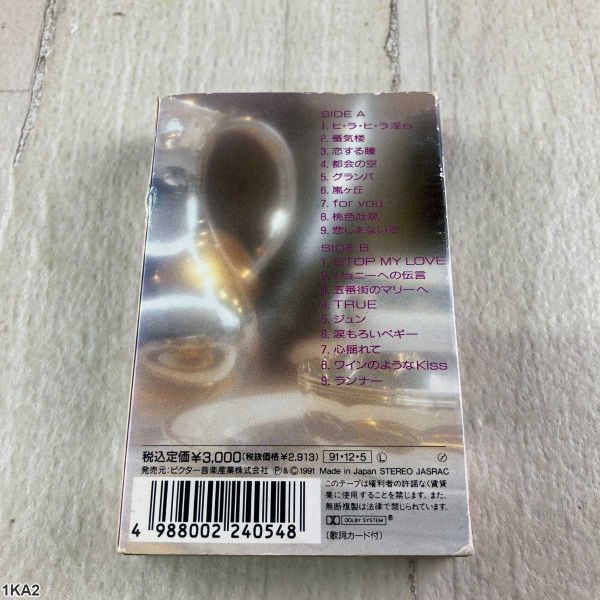 SIDE A
1. ヒ・ラ・ヒ・ラ淫ら
2. 蜃気楼
3. 恋する瞳
4. 都会の空
5. グランパ
6. 嵐ヶ丘
7. for you
8. 桃色吐息
9. 悲しまないで
SIDE B
1. STOP MY LOVE
2. ジョニーへの伝言
3. 五番街のマリーへ
4. TRUE
5. ジュン
6. 涙もろいペギー
7. 心揺れて
8. ワインのようなKiss
9. ランナー
税込定価¥3,000(税抜価格¥2,913) 91・12・5 Ⓛ
発売元:ビクター音楽産業株式会社 Ⓟ&Ⓒ1991 Made in Japan STEREO JASRAC
このテープは権利者の許諾なく賃貸
業に使用することを禁じます。また、
無断複製は法律で禁じられています。
DOLBY SYSTEM®
(歌詞カード付)
4 988002 240548
1KA2